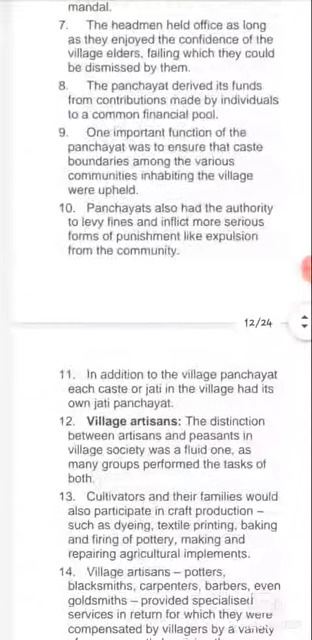 mandal.
7. The headmen held office as long
as they enjoyed the confidence of the
village elders, failing which they could
be dismissed by them.
8. The panchayat derived its funds
from contributions made by individuals
to a common financial pool.
9. One important function of the
panchayat was to ensure that caste
boundaries among the various
communities inhabiting the village
were upheld.
10. Panchayats also had the authority
to levy fines and inflict more serious
forms of punishment like expulsion
from the community.
12/24
11. In addition to the village panchayat
each caste or jati in the village had its
own jati panchayat.
12. Village artisans: The distinction
between artisans and peasants in
village society was a fluid one, as
many groups performed the tasks of
both.
13. Cultivators and their families would
also participate in craft production –
such as dyeing, textile printing, baking
and firing of pottery, making and
repairing agricultural implements.
14. Village artisans – potters,
blacksmiths, carpenters, barbers, even
goldsmiths – provided specialised
services in return for which they were
compensated by villagers by a variety